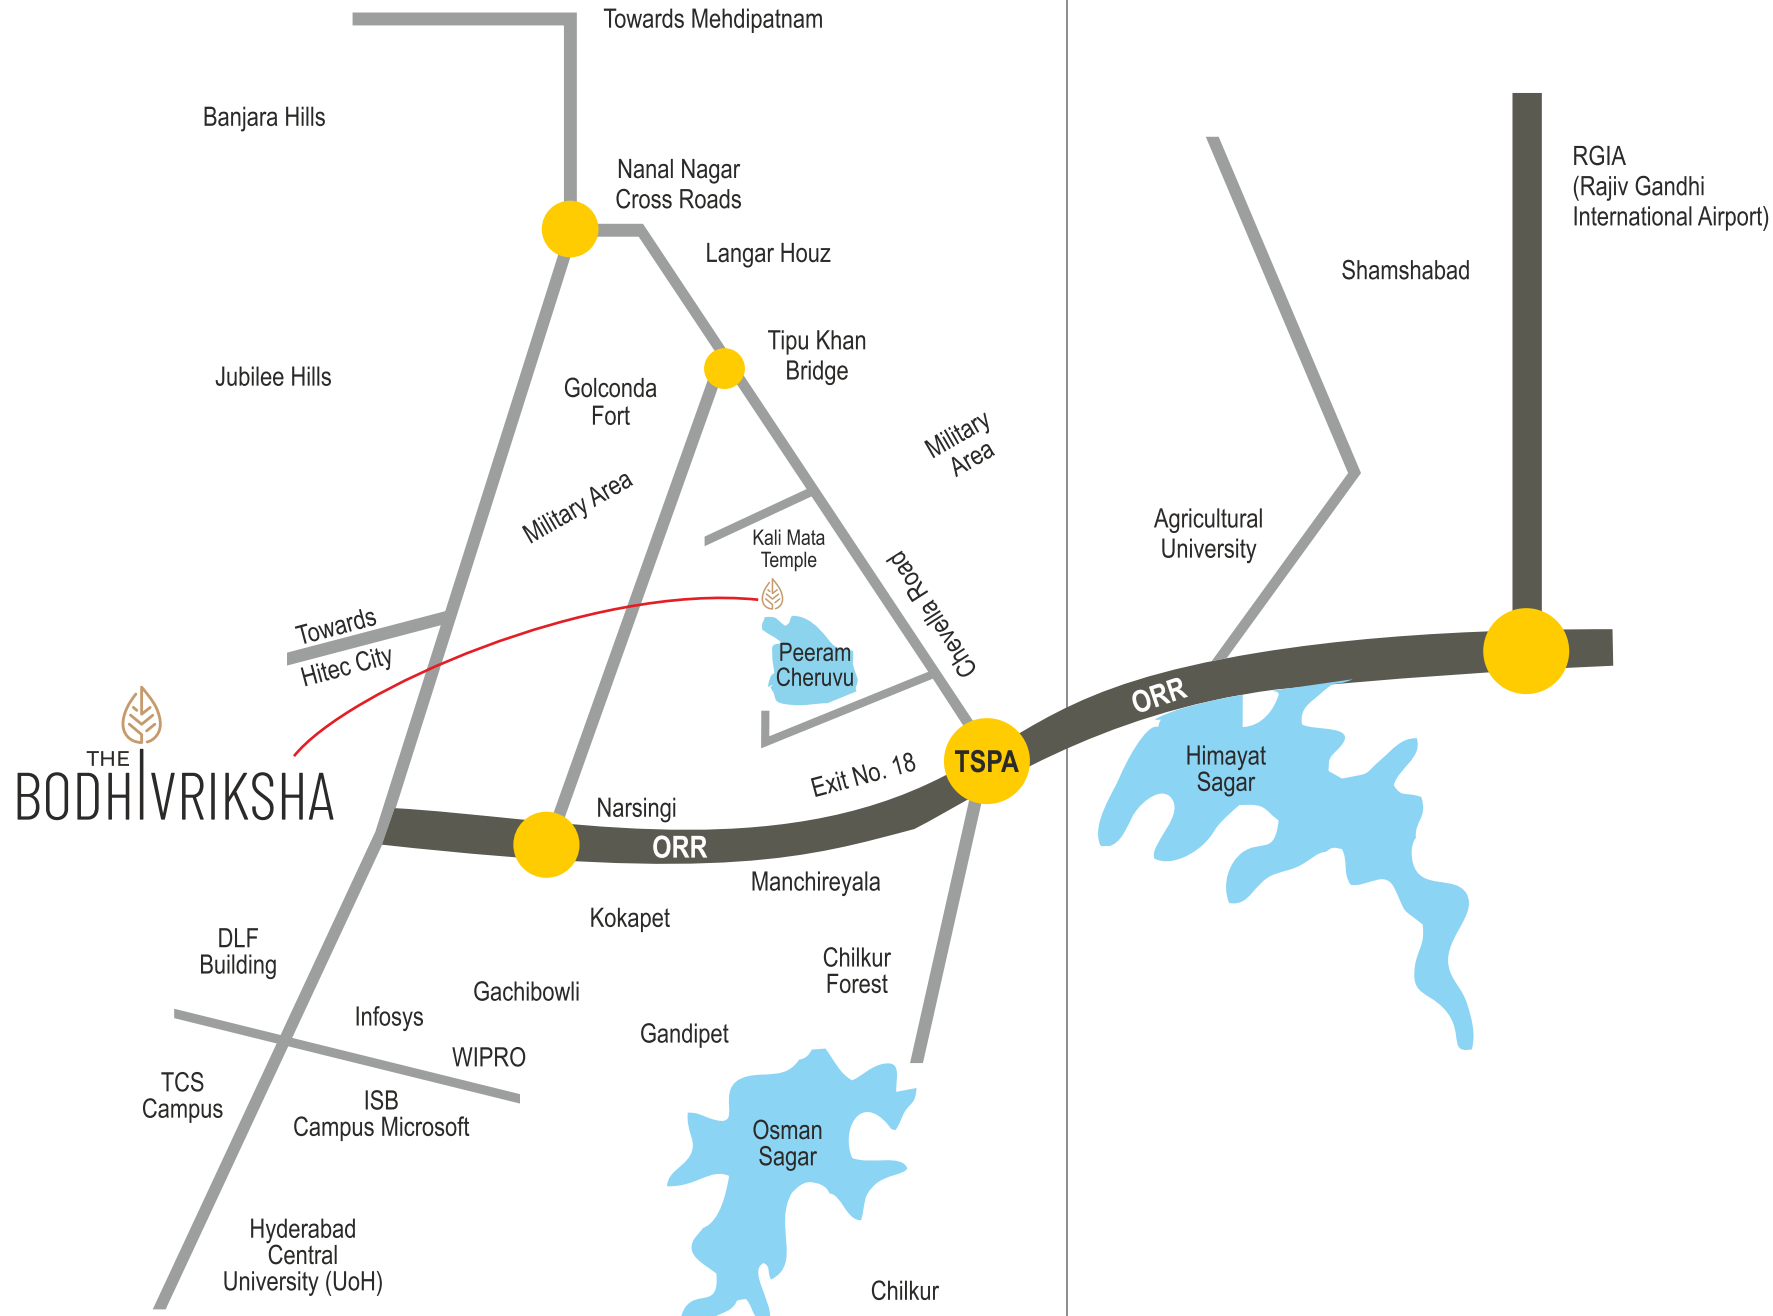 Towards Mehdipatnam
Banjara Hills
Nanal Nagar
Cross Roads
RGIA
(Rajiv Gandhi
International Airport)
Langar Houz
Shamshabad
Tipu Khan
Bridge
Jubilee Hills
Golconda
Fort
Military
Area
Military Area
Agricultural
University
Kali Mata
Temple
Chevella Road
Towards
Hitec City
Peeram
Cheruvu
ORR
THE
BODHIVRIKSHA
TSPA
Exit No. 18
Himayat
Sagar
Narsingi
ORR
Manchireyala
Kokapet
DLF
Building
Chilkur
Forest
Gachibowli
Infosys
Gandipet
WIPRO
TCS
Campus
ISB
Campus Microsoft
Osman
Sagar
Hyderabad
Central
University (UoH)
Chilkur